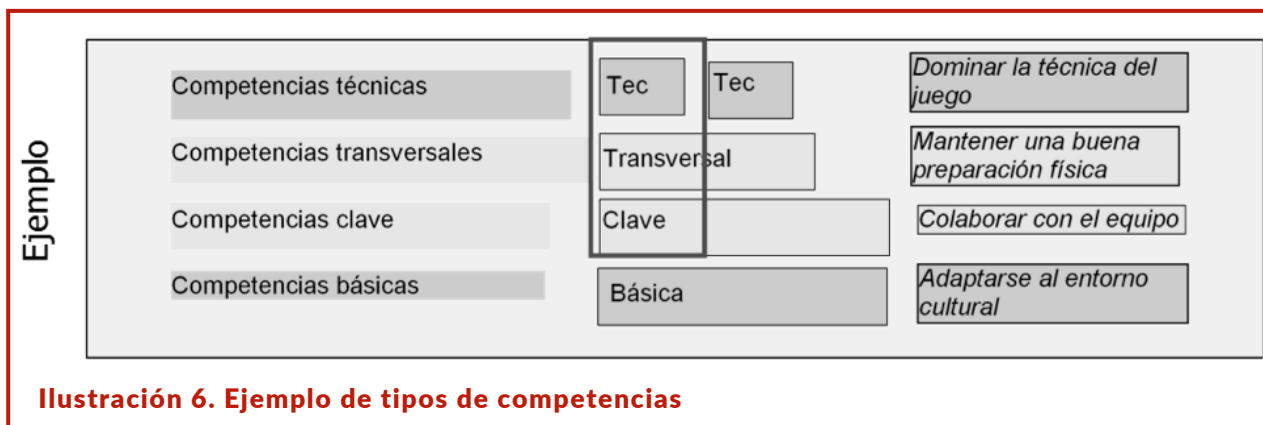 Ejemplo
Competencias técnicas
Tec
Tec
Dominar la técnica del
juego
Competencias transversales
Transversal
Mantener una buena
preparación física
Competencias clave
Clave
Colaborar con el equipo
Competencias básicas
Básica
Adaptarse al entorno
cultural
Ilustración 6. Ejemplo de tipos de competencias